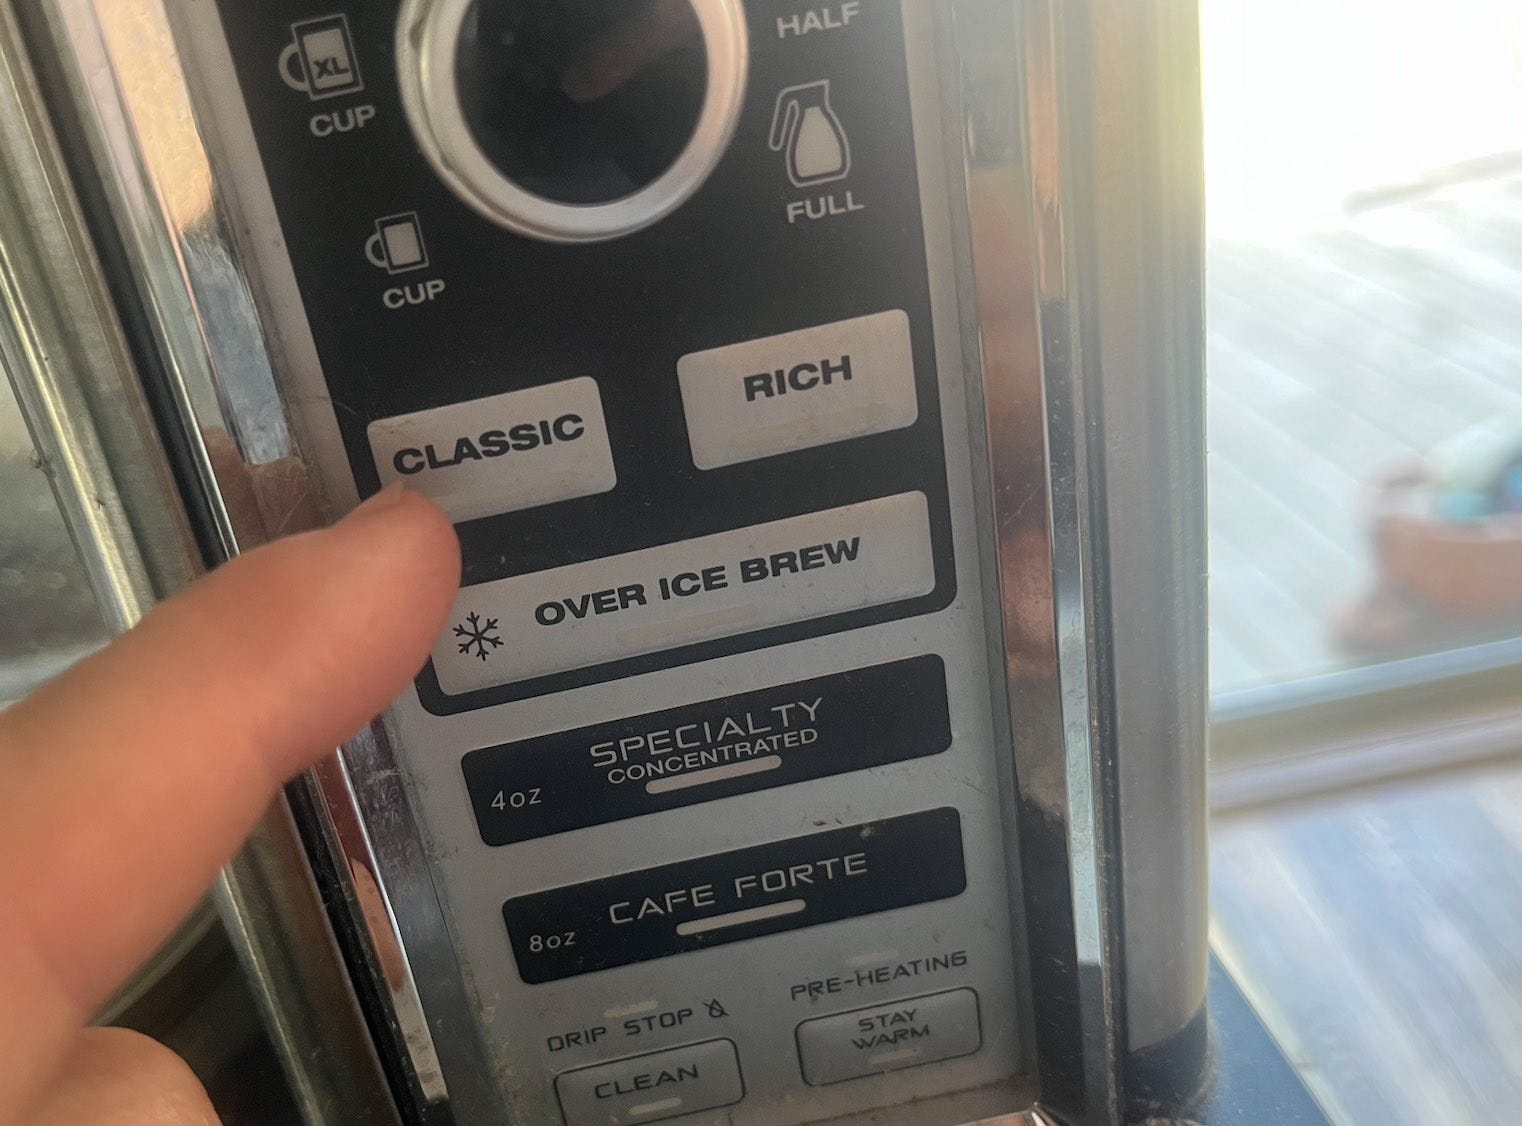 HALF
XL
CUP
FULL
CUP
CLASSIC
RICH
OVER ICE BREW
SPECIALTY
CONCENTRATED
4oz
CAFE FORTE
8oz
PRE-HEATING
DRIP STOP
STAY
WARM
CLEAN